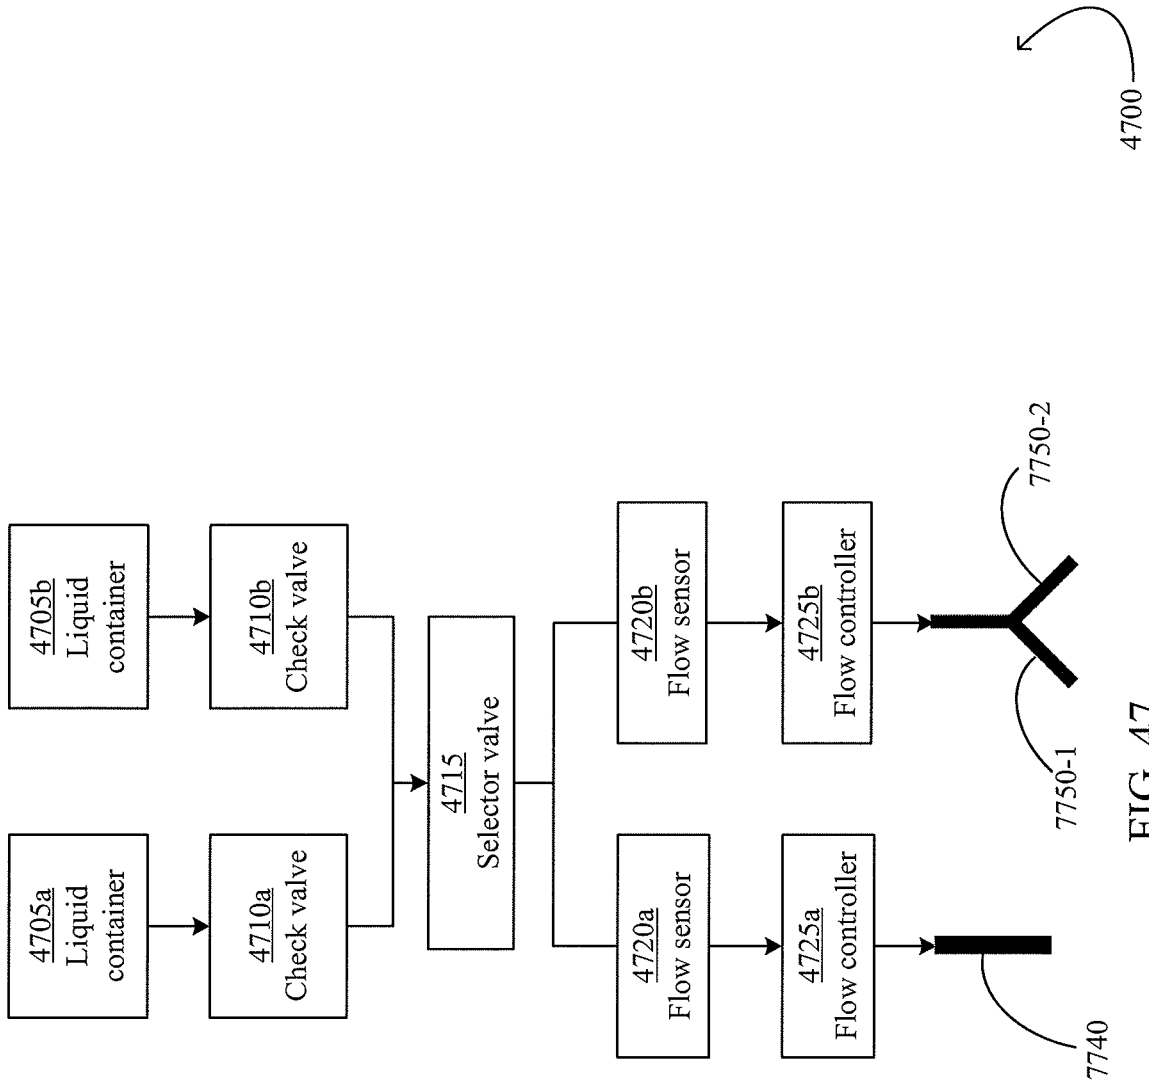 4705a
Liquid
container
4705b
Liquid
container
4710a
Check valve
4710b
Check valve
4715
Selector valve
4720a
Flow sensor
4720b
Flow sensor
4725a
Flow controller
4725b
Flow controller
7740
7750-1
7750-2
4700
FIG. 47